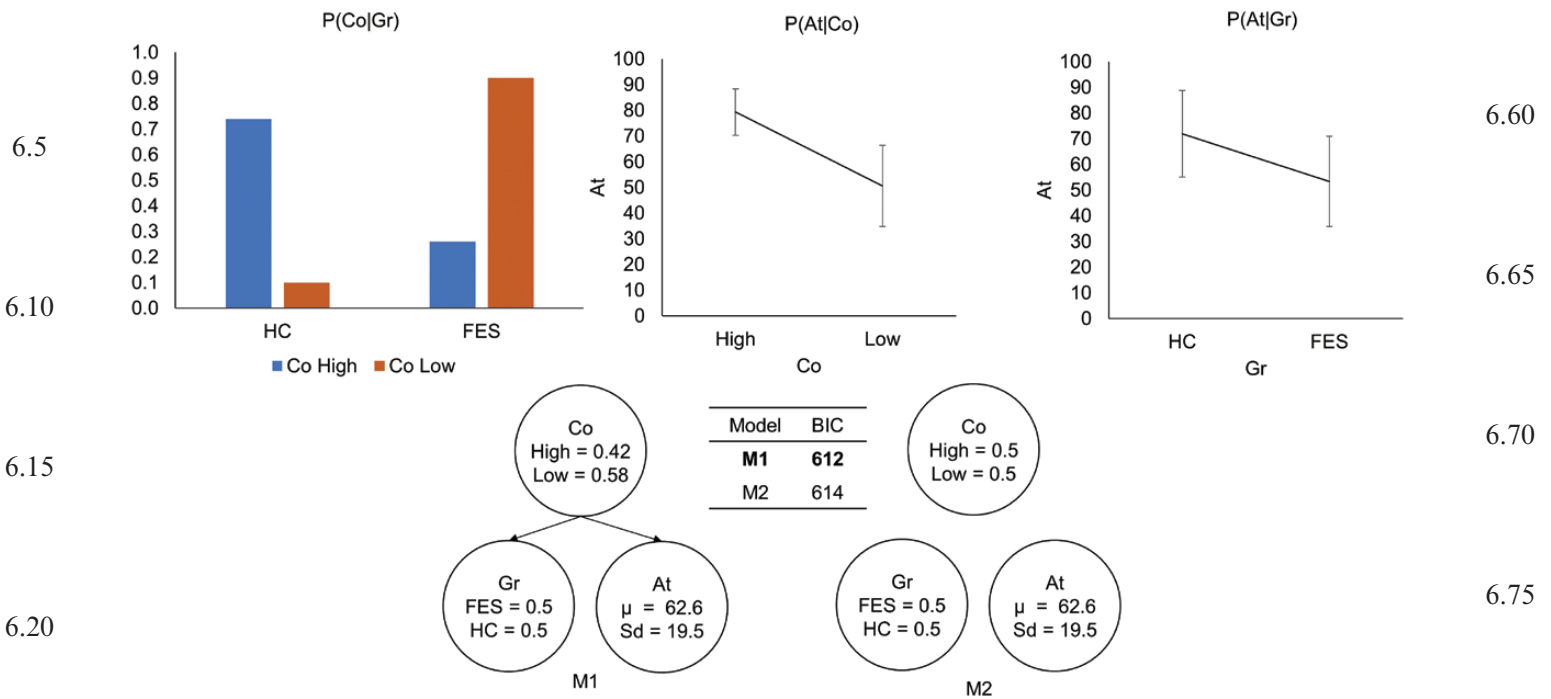 P(Co|Gr)
1.0
0.9
0.8
0.7
0.6
0.5
0.4
0.3
0.2
0.1
0.0
HC
FES
Co High
Co Low
P(At|Co)
At
100
90
80
70
60
50
40
30
20
10
0
High
Low
Co
P(At|Gr)
At
100
90
80
70
60
50
40
30
20
10
0
HC
FES
Gr
6.5
6.10
6.15
6.20
6.60
6.65
6.70
6.75
Co
High = 0.42
Low = 0.58
Gr
FES = 0.5
HC = 0.5
At
μ = 62.6
Sd = 19.5
M1
Model BIC
M1 612
M2 614
Co
High = 0.5
Low = 0.5
Gr
FES = 0.5
HC = 0.5
At
μ = 62.6
Sd = 19.5
M2